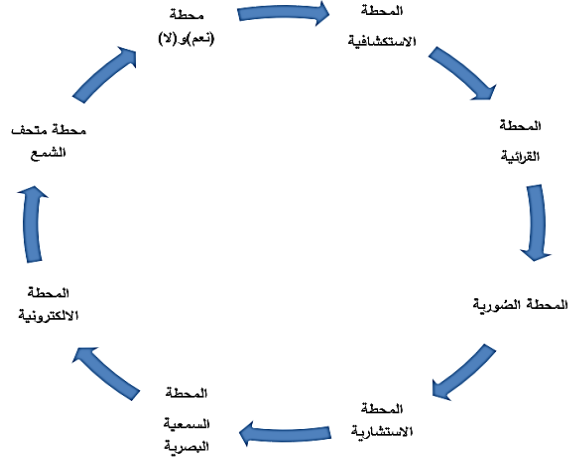 المحطة
الاستكشافية
المحطة
القرائية
المحطة الصُورية
المحطة
الاستشارية
المحطة
السمعية
البصرية
المحطة
الالكترونية
محطة متحف
الشمع
محطة
(نعم)و(لا)